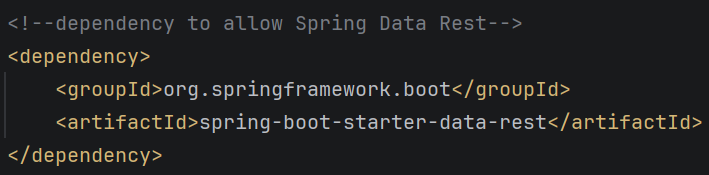 <!--dependency to allow Spring Data Rest-->
<dependency>
    <groupId>org.springframework.boot</groupId>
    <artifactId>spring-boot-starter-data-rest</artifactId>
</dependency>